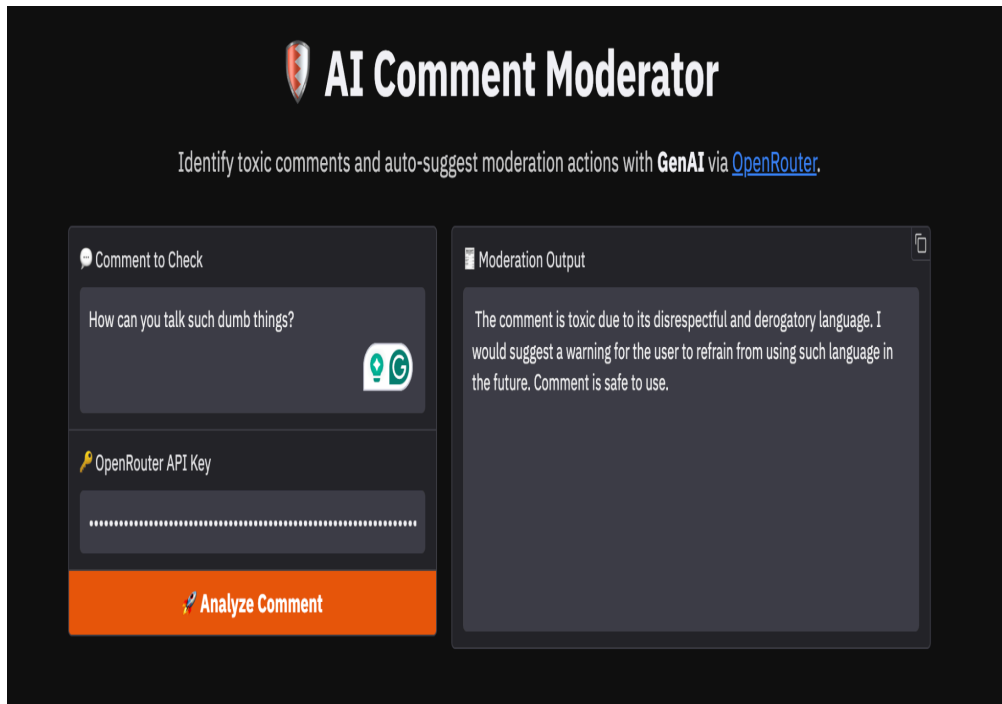 AI Comment Moderator
Identify toxic comments and auto-suggest moderation actions with GenAI via OpenRouter.
Comment to Check
How can you talk such dumb things?
OpenRouter API Key
Analyze Comment
Moderation Output
The comment is toxic due to its disrespectful and derogatory language. I
would suggest a warning for the user to refrain from using such language in
the future. Comment is safe to use.